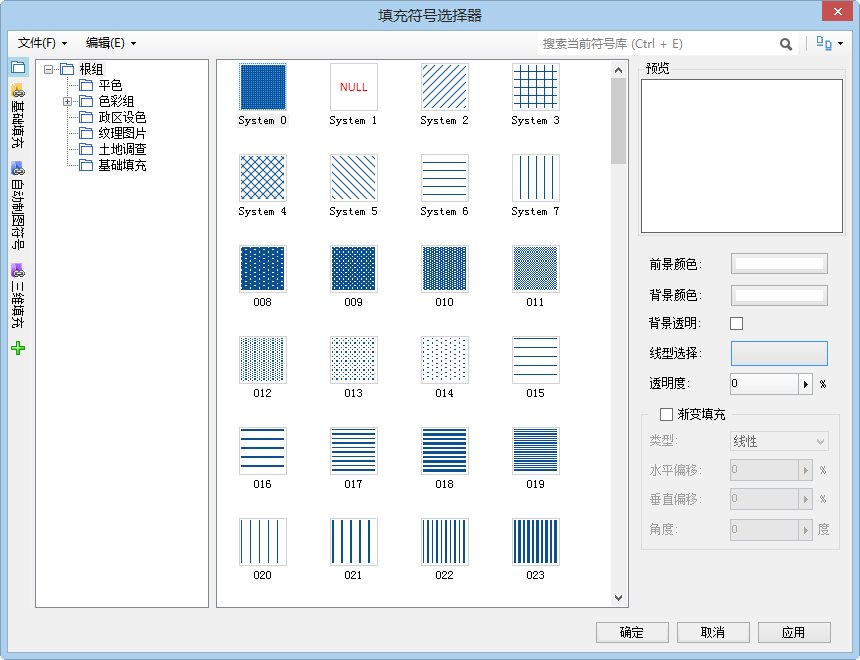 填充符号选择器
文件(F) 编辑(E) 搜索当前符号库 (Ctrl + E)
基础填充
自动制图符号
三维填充
根组
平色
色彩组
政区设色
纹理图片
土地调查
基础填充
NULL
System 0 System 1 System 2 System 3
System 4 System 5 System 6 System 7
008 009 010 011
012 013 014 015
016 017 018 019
020 021 022 023
预览
前景颜色:
背景颜色:
背景透明:
线型选择:
透明度: 0 %
渐变填充
类型: 线性
水平偏移: 0 %
垂直偏移: 0 %
角度: 0 度
确定 取消 应用